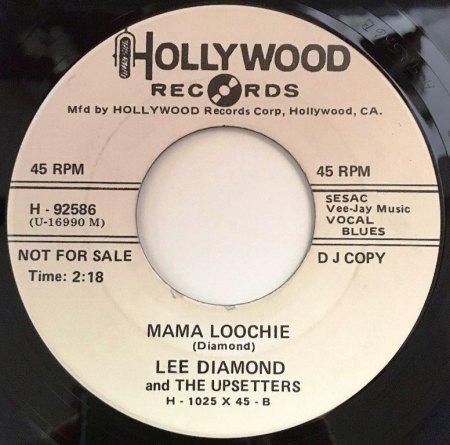 HOLLYWOOD
RECORDS
Mfd by HOLLYWOOD Records Corp, Hollywood, CA.
45 RPM
45 RPM
H - 92586
(U-16990 M)
SESAC
Vee-Jay Music
VOCAL
BLUES
NOT FOR SALE
D J COPY
Time: 2:18
MAMA LOOCHIE
(Diamond)
LEE DIAMOND
and THE UPSETTERS
H - 1025 X 45 - B